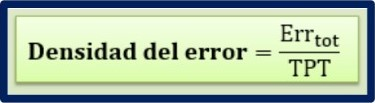 Densidad del error = Err_tot / TPT